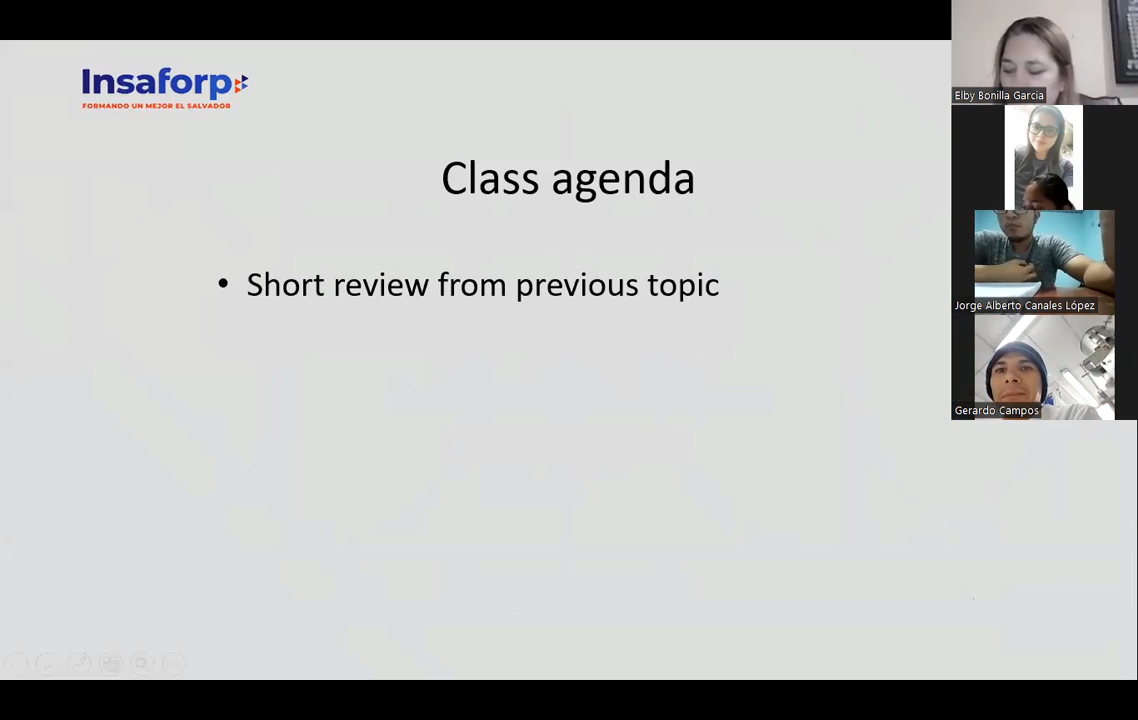 Insaforp
FORMANDO UN MEJOR EL SALVADOR
Class agenda
• Short review from previous topic
Elby Bonilla Garcia
Jorge Alberto Canales López
Gerardo Campos